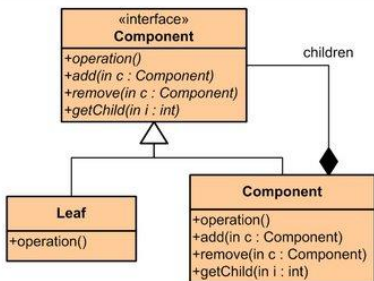 «interface»
Component
+operation()
+add(in c : Component)
+remove(in c : Component)
+getChild(in i : int)
children
Leaf
+operation()
Component
+operation()
+add(in c : Component)
+remove(in c : Component)
+getChild(in i : int)